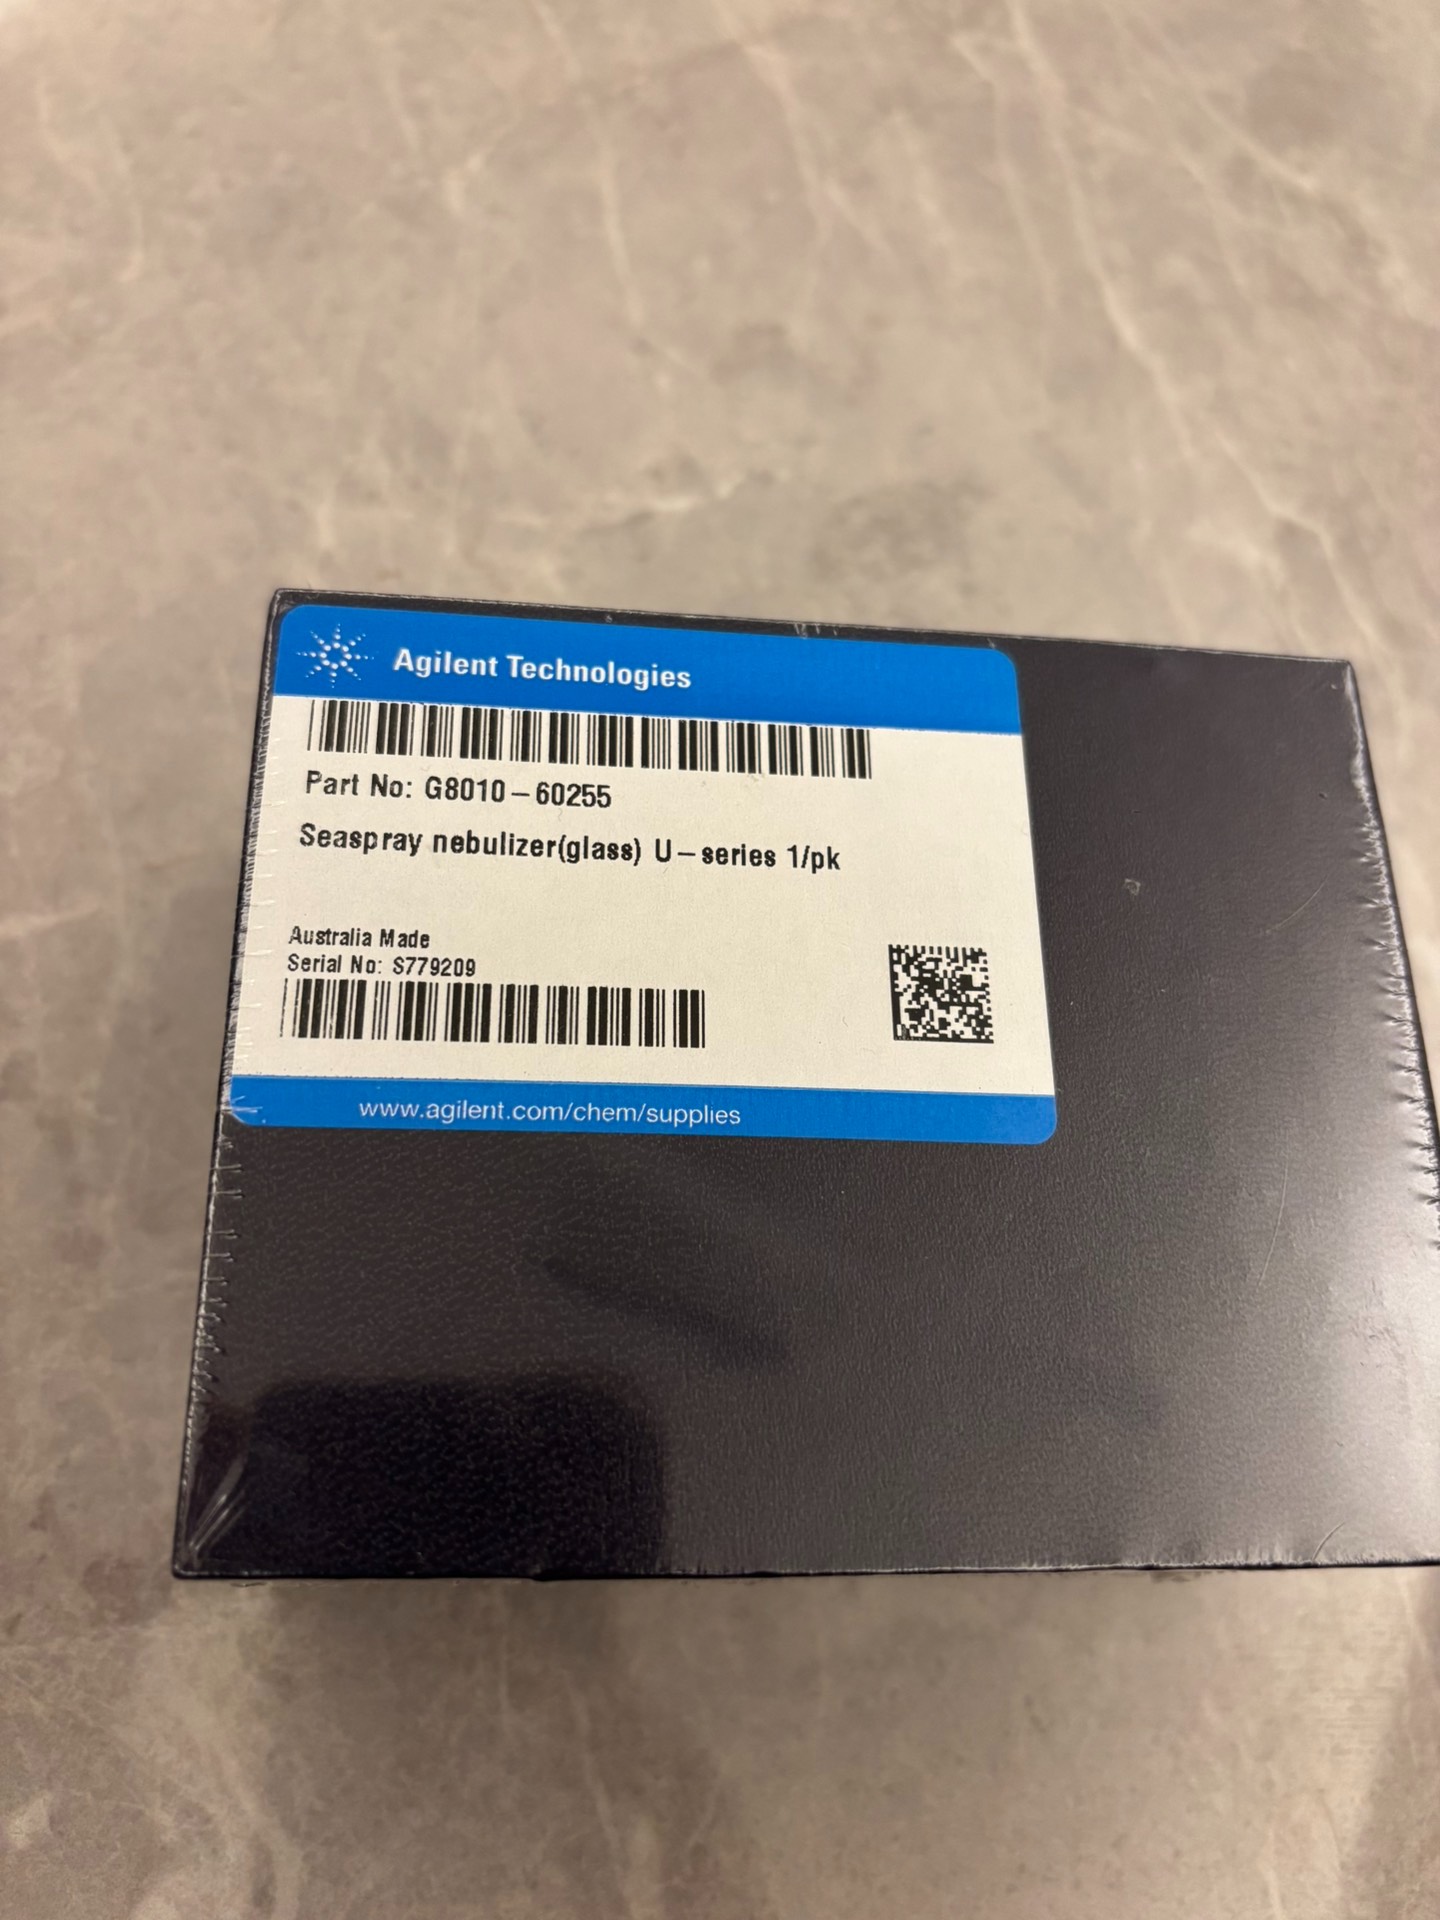 Agilent Technologies
Part No: G8010-60255
Seaspray nebulizer(glass) U-series 1/pk
Australia Made
Serial No: S779209
www.agilent.com/chem/supplies